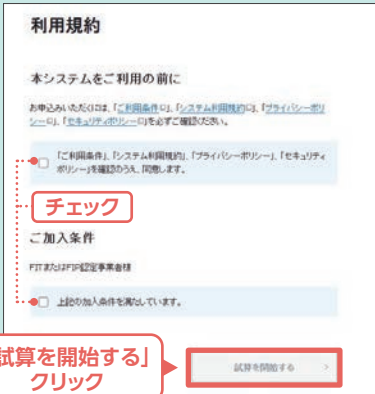 利用規約
本システムをご利用の前に
お申込みいただくには、「ご利用条件」、「システム利用規約」、「プライバシーポリ
シー」、「セキュリティポリシー」を必ずご確認ください。
「ご利用条件」、「システム利用規約」、「プライバシーポリシー」、「セキュリティ
ポリシー」を確認のうえ、同意します。
チェック
ご加入条件
FITまたはFIP認定事業者様
上記の加入条件を満たしています。
試算を開始する」
クリック
試算を開始する